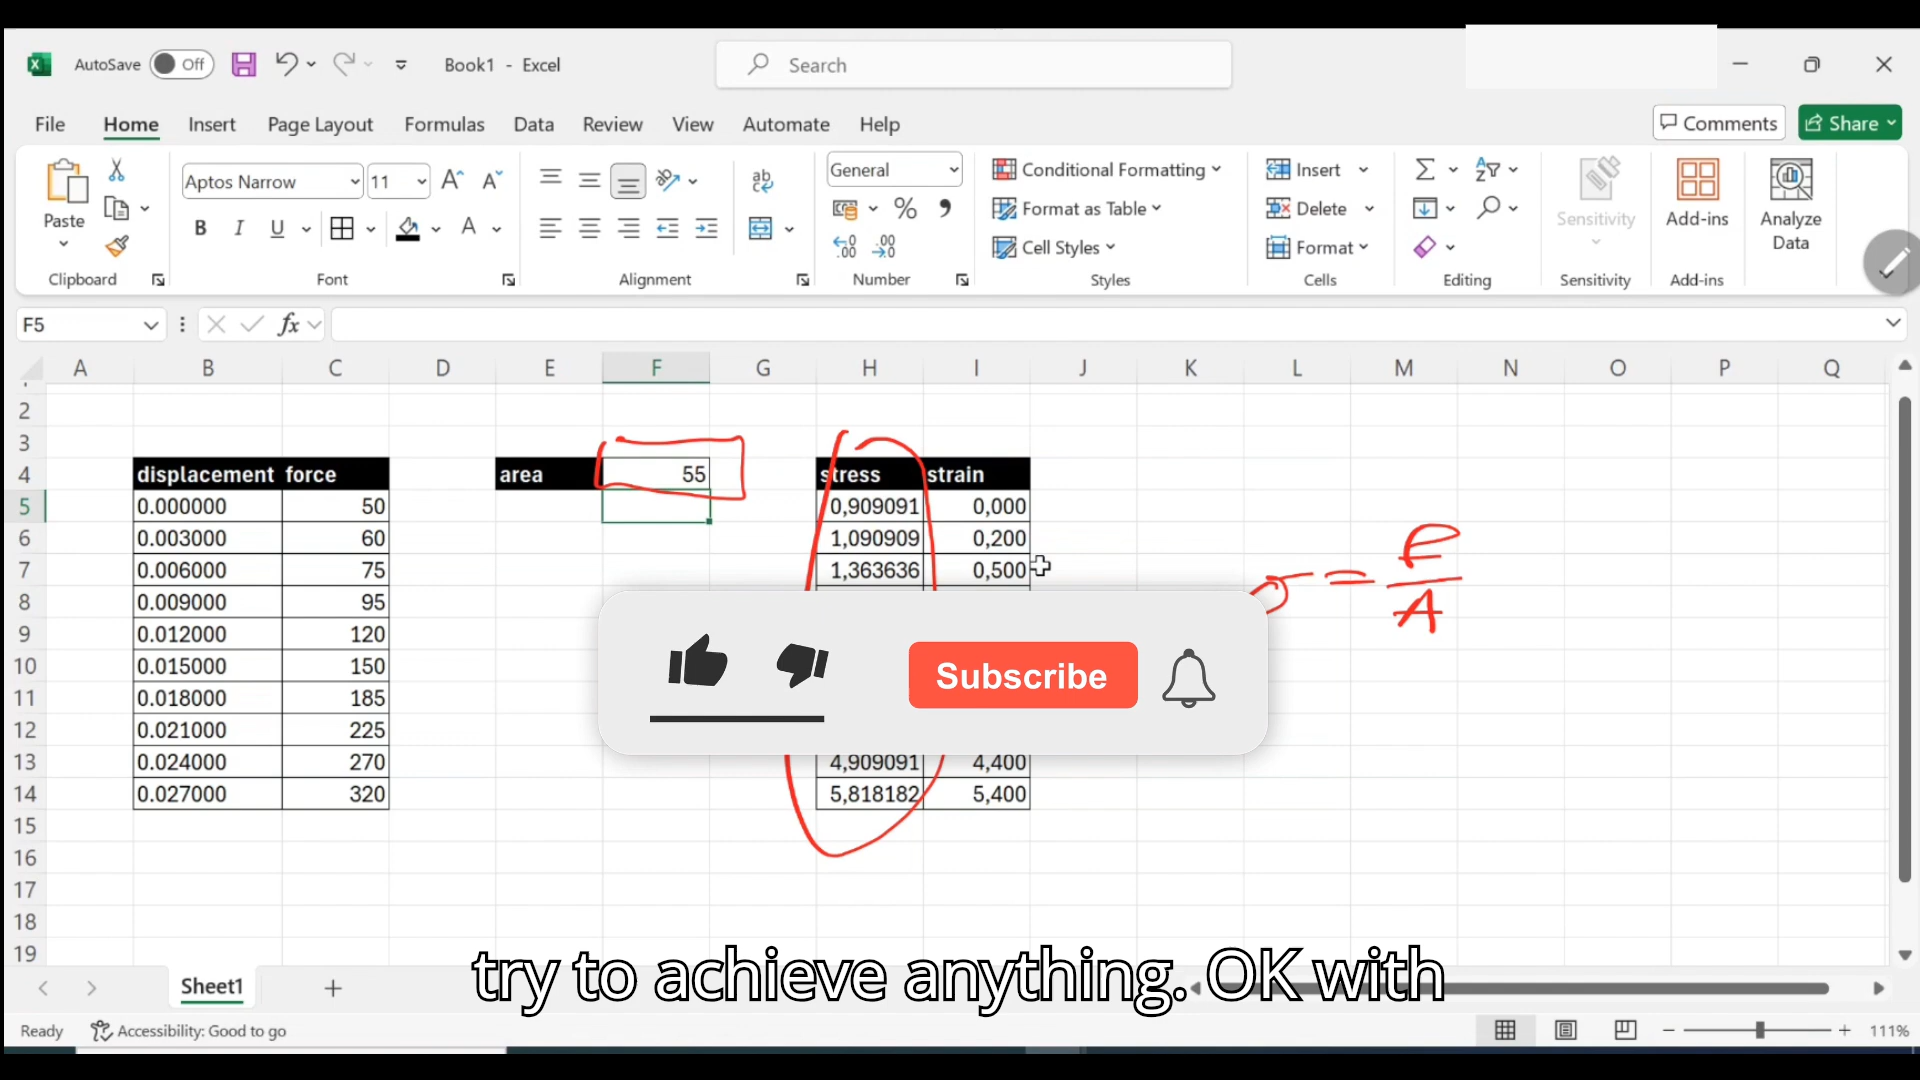 AutoSave Off Book1 - Excel Search
File Home Insert Page Layout Formulas Data Review View Automate Help Comments Share
Paste Aptos Narrow 11 General Conditional Formatting Insert Sensitivity Add-ins Analyze Data
B I U A Format as Table Delete
Cell Styles Format
Clipboard Font Alignment Number Styles Cells Editing Sensitivity Add-ins
F5 fx
A B C D E F G H I J K L M N O P Q
2
3
4 displacement force area 55 stress strain
5 0.000000 50 0,909091 0,000
6 0.003000 60 1,090909 0,200
7 0.006000 75 1,363636 0,500
8 0.009000 95
9 0.012000 120
10 0.015000 150
11 0.018000 185
12 0.021000 225
13 0.024000 270 4,909091 4,400
14 0.027000 320 5,818182 5,400
15
16
17
18
19
σ = F / A
Subscribe
try to achieve anything. OK with
Sheet1
Ready Accessibility: Good to go 111%